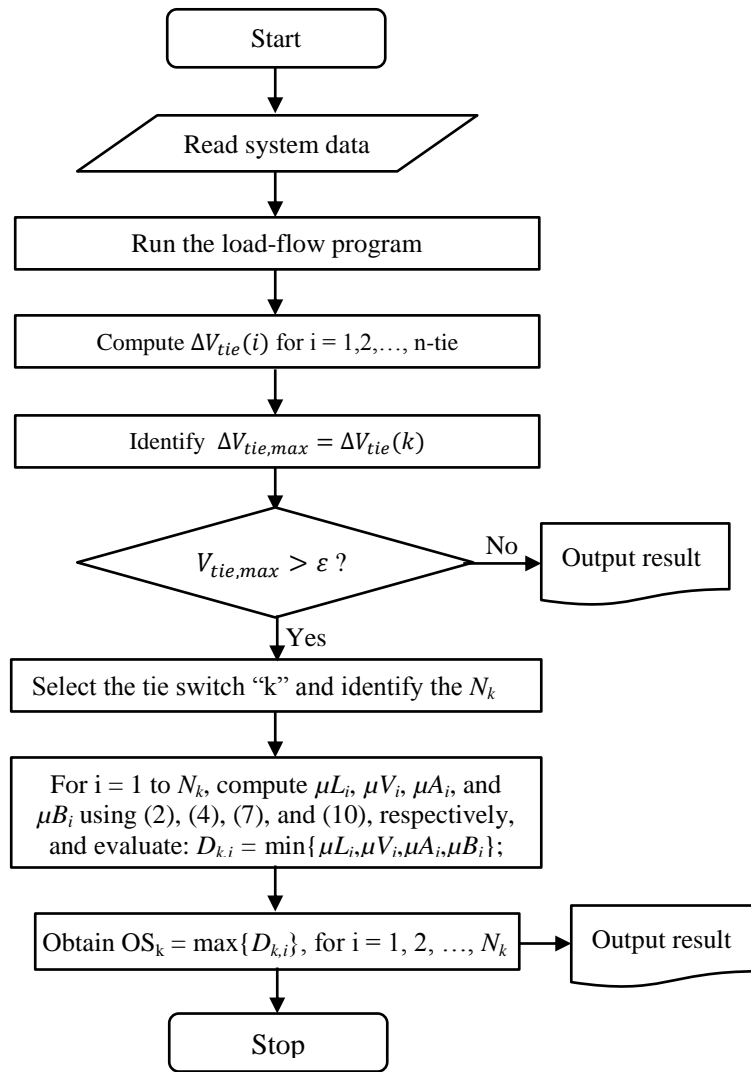 Start
Read system data
Run the load-flow program
Compute ΔV_tie(i) for i = 1,2,…, n-tie
Identify ΔV_tie,max = ΔV_tie(k)
V_tie,max > ε ?
No
Output result
Yes
Select the tie switch “k” and identify the N_k
For i = 1 to N_k, compute μL_i, μV_i, μA_i, and
μB_i using (2), (4), (7), and (10), respectively,
and evaluate: D_k,i = min{μL_i,μV_i,μA_i,μB_i};
Obtain OS_k = max{D_k,i}, for i = 1, 2, …, N_k
Output result
Stop